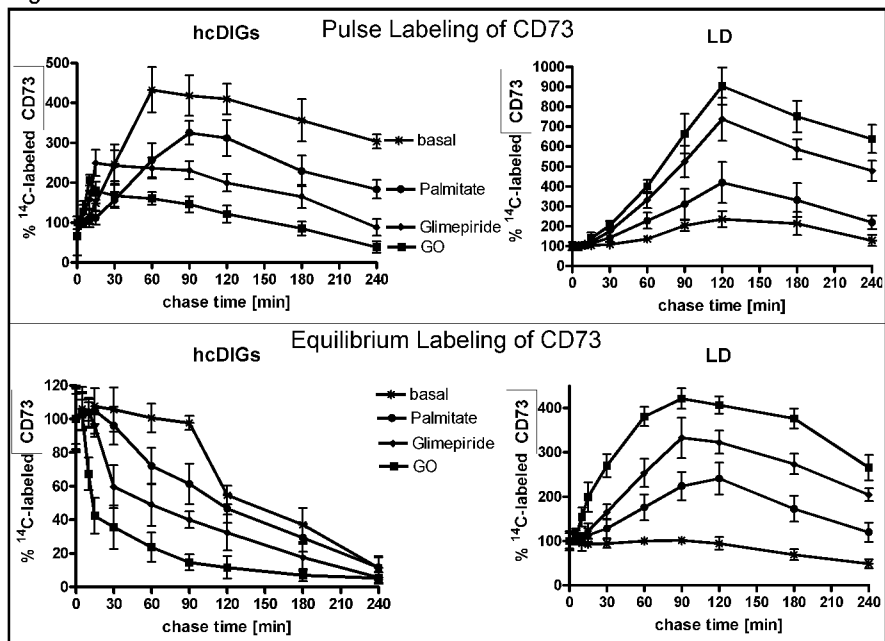 Pulse Labeling of CD73
hcDIGs
LD
% ¹⁴C-labeled CD73
500
400
300
200
100
0
0 30 60 90 120 180 240
chase time [min]
basal
Palmitate
Glimepiride
GO
% ¹⁴C-labeled CD73
1000
900
800
700
600
500
400
300
200
100
0
0 30 60 90 120 150 180 210 240
chase time [min]
Equilibrium Labeling of CD73
hcDIGs
LD
% ¹⁴C-labeled CD73
120
100
80
60
40
20
0
0 30 60 90 120 150 180 210 240
chase time [min]
basal
Palmitate
Glimepiride
GO
% ¹⁴C-labeled CD73
400
300
200
100
0
0 30 60 90 120 150 180 210 240
chase time [min]